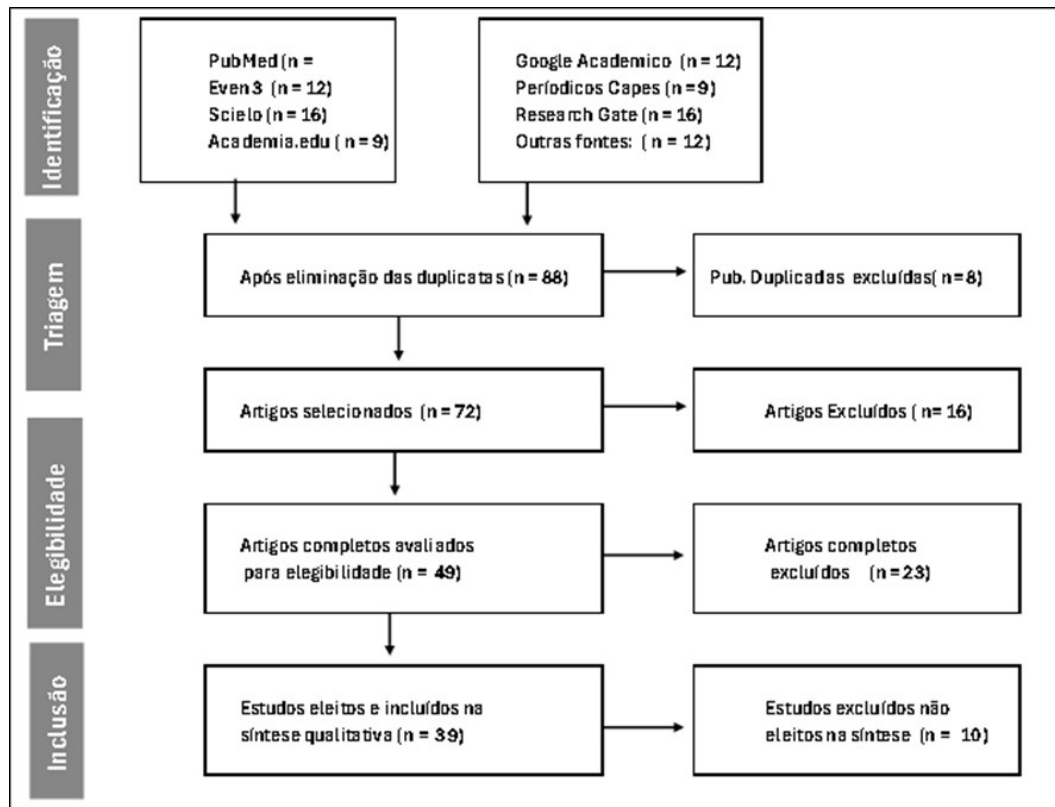 Identificação
PubMed (n =
Even3 (n = 12)
Scielo (n = 16)
Academia.edu ( n = 9)
Google Academico (n = 12)
Períodicos Capes (n = 9)
Research Gate (n = 16)
Outras fontes: ( n = 12)
Triagem
Após eliminação das duplicatas (n = 88)
Pub. Duplicadas excluídas( n=8)
Artigos selecionados (n = 72)
Artigos Excluídos ( n= 16)
Elegibilidade
Artigos completos avaliados
para elegibilidade (n = 49)
Artigos completos
excluídos (n =23)
Inclusão
Estudos eleitos e incluídos na
síntese qualitativa (n = 39)
Estudos excluídos não
eleitos na síntese (n = 10)